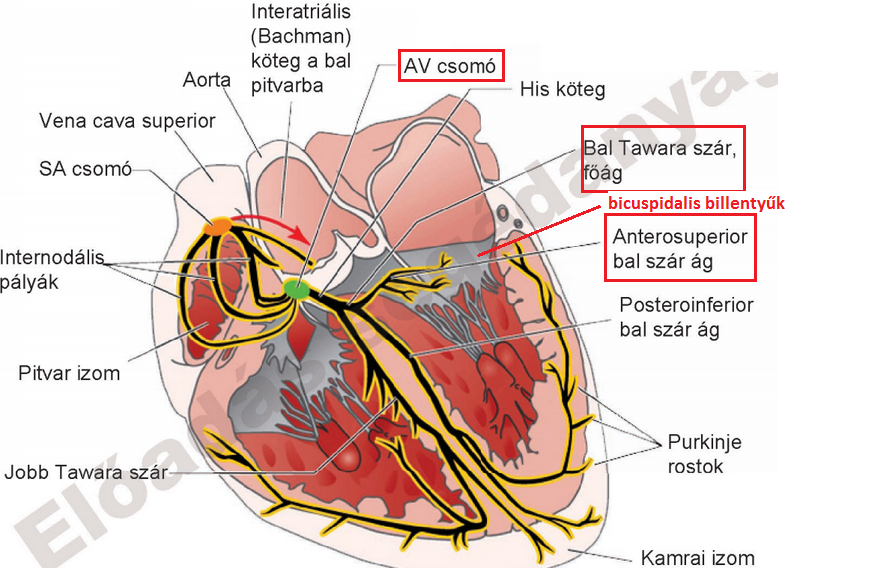 Interatriális
(Bachman)
köteg a bal
pitvarba
AV csomó
Aorta
His köteg
Vena cava superior
SA csomó
Bal Tawara szár,
főág
bicuspidalis billentyűk
Anterosuperior
bal szár ág
Internodális
pályák
Posteroinferior
bal szár ág
Pitvar izom
Purkinje
rostok
Jobb Tawara szár
Kamrai izom
Előadás segédanyag